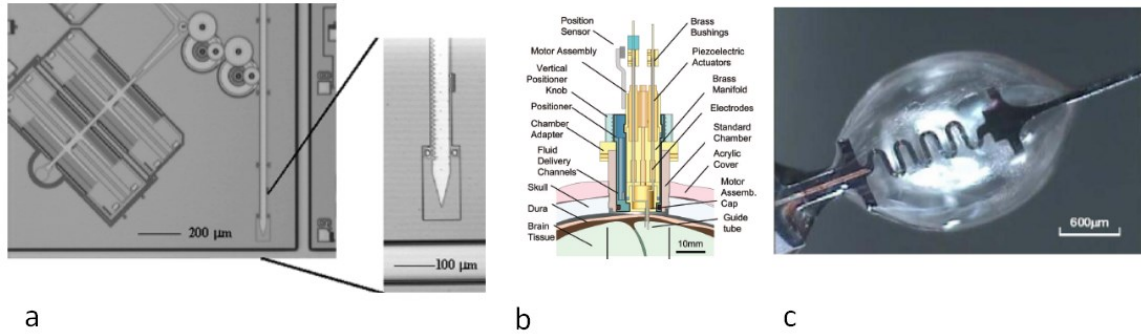 200 μm
100 μm
a
Position
Sensor
Motor Assembly
Vertical
Positioner
Knob
Positioner
Chamber
Adapter
Fluid
Delivery
Channels
Skull
Dura
Brain
Tissue
Brass
Bushings
Piezoelectric
Actuators
Brass
Manifold
Electrodes
Standard
Chamber
Acrylic
Cover
Motor
Assemb.
Cap
Guide
tube
10mm
b
600μm
c